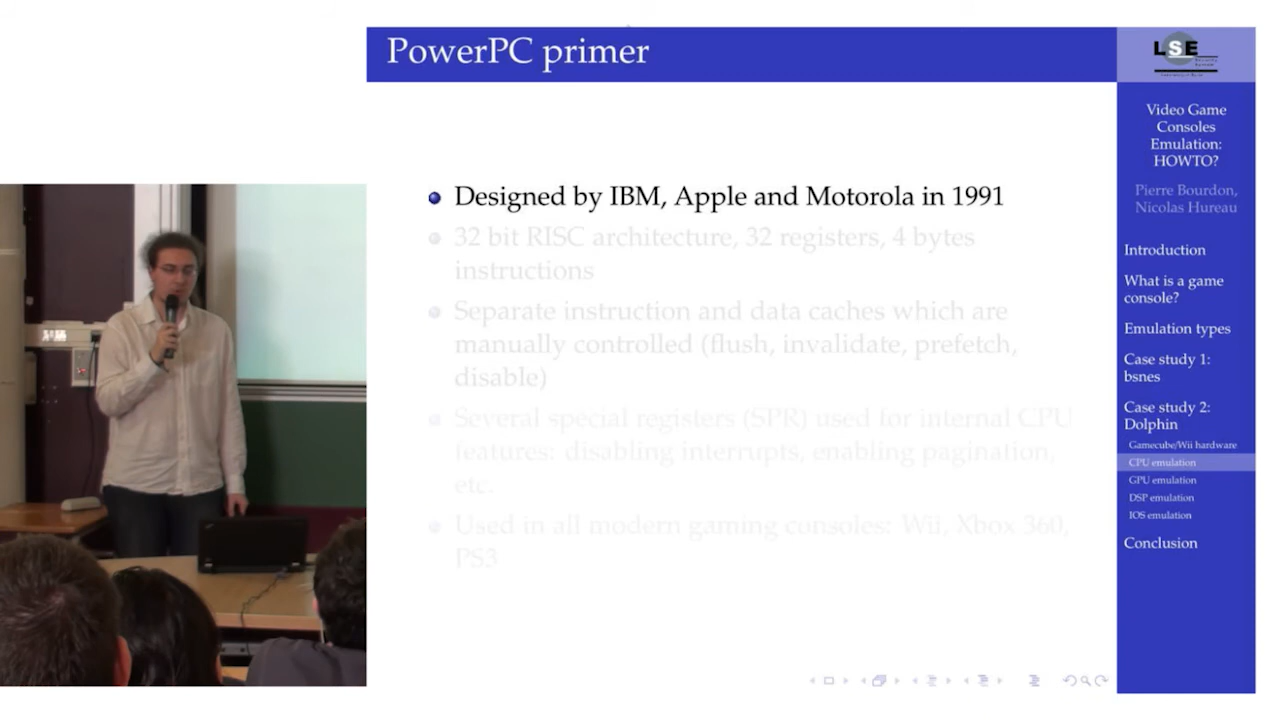 PowerPC primer
Designed by IBM, Apple and Motorola in 1991
32 bit RISC architecture, 32 registers, 4 bytes
instructions
Separate instruction and data caches which are
manually controlled (flush, invalidate, prefetch,
disable)
Several special registers (SPR) used for internal CPU
features: disabling interrupts, enabling pagination,
etc.
Used in all modern gaming consoles: Wii, Xbox 360,
PS3
LSE
Video Game
Consoles
Emulation:
HOWTO?
Pierre Bourdon,
Nicolas Hureau
Introduction
What is a game
console?
Emulation types
Case study 1:
bsnes
Case study 2:
Dolphin
Gamecube/Wii hardware
CPU emulation
GPU emulation
DSP emulation
IOS emulation
Conclusion